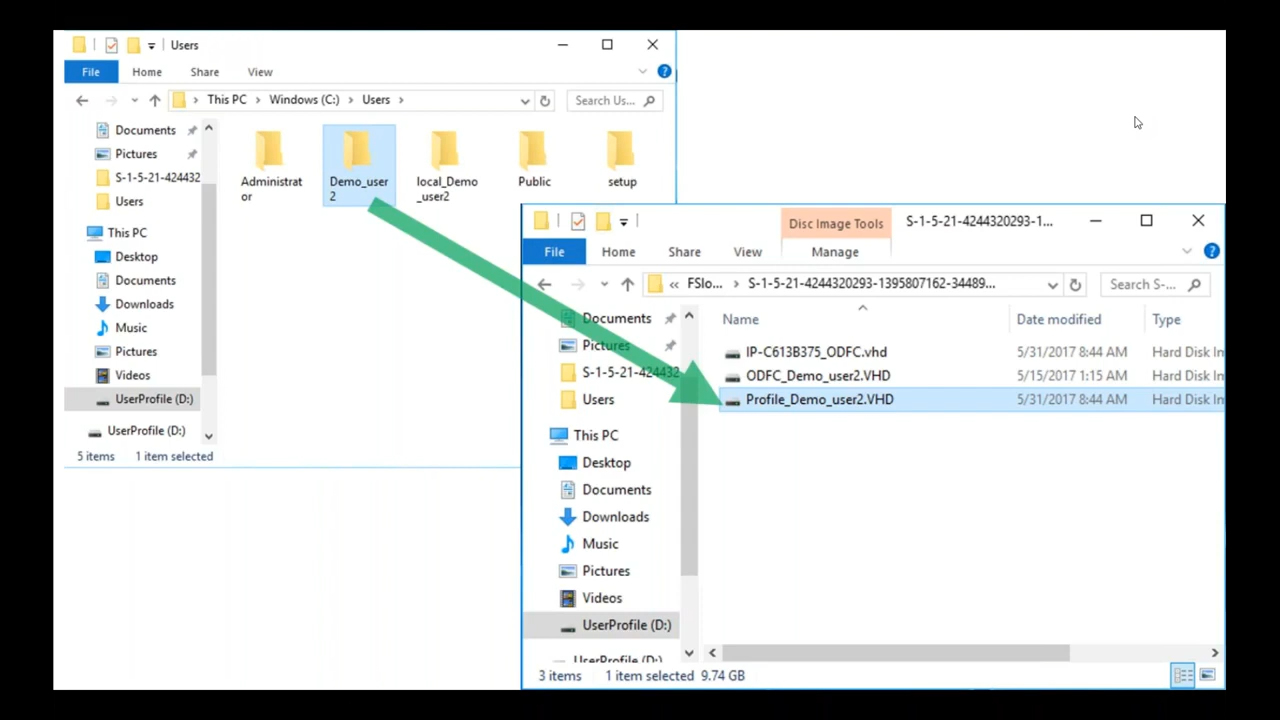 Users
File Home Share View
This PC Windows (C:) Users
Search Us...
Documents
Pictures
S-1-5-21-424432
Users
This PC
Desktop
Documents
Downloads
Music
Pictures
Videos
UserProfile (D:)
UserProfile (D:)
Administrat
or
Demo_user
2
local_Demo
_user2
Public
setup
5 items 1 item selected
Disc Image Tools S-1-5-21-4244320293-1...
File Home Share View Manage
« FSlo... S-1-5-21-4244320293-1395807162-34489...
Search S-...
Documents
Pictures
S-1-5-21-424432
Users
This PC
Desktop
Documents
Downloads
Music
Pictures
Videos
UserProfile (D:)
UserProfile (D:)
Name Date modified Type
IP-C613B375_ODFC.vhd 5/31/2017 8:44 AM Hard Disk In
ODFC_Demo_user2.VHD 5/15/2017 1:15 AM Hard Disk In
Profile_Demo_user2.VHD 5/31/2017 8:44 AM Hard Disk In
3 items 1 item selected 9.74 GB